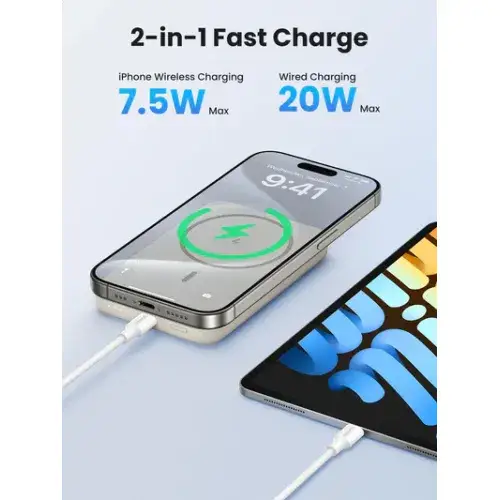 2-in-1 Fast Charge
iPhone Wireless Charging
7.5W Max
Wired Charging
20W Max
9:41